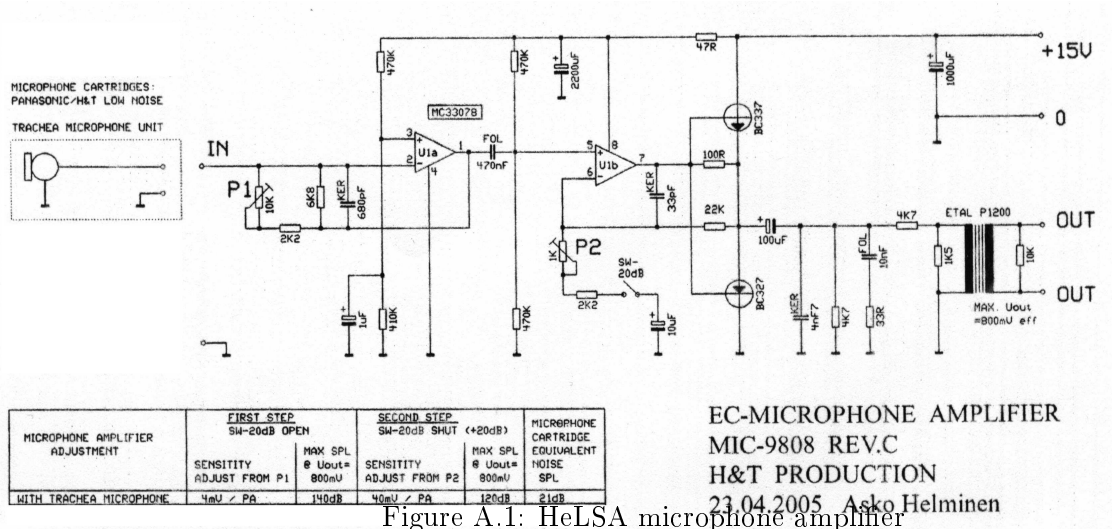 +15V
47R
470K
470K
2200uF
1000uF
MICROPHONE CARTRIDGES:
PANASONIC/H&T LOW NOISE
TRACHEA MICROPHONE UNIT
MC33078
BC337
0
IN
3
2
1
4
U1a
FOL
470nF
5
6
8
7
U1b
100R
P1
10K
6K8
KER
680pF
2K2
KER
33pF
22K
100uF
4K7
ETAL P1200
OUT
P2
1K
SW-
20dB
2K2
10uF
BC327
FOL
10nF
1K5
10K
OUT
1uF
410K
470K
KER
4nF7
4K7
33R
MAX. Uout
=800mV eff
MICROPHONE AMPLIFIER
ADJUSTMENT
FIRST STEP
SW-20dB OPEN
SENSITITY
ADJUST FROM P1
MAX SPL
@ Uout=
800mV
SECOND STEP
SW-20dB SHUT (+20dB)
SENSITITY
ADJUST FROM P2
MAX SPL
@ Uout=
800mV
MICROPHONE
CARTRIDGE
EQUIVALENT
NOISE
SPL
WITH TRACHEA MICROPHONE 4mV / PA 140dB 40mV / PA 120dB 21dB
EC-MICROPHONE AMPLIFIER
MIC-9808 REV.C
H&T PRODUCTION
23.04.2005 Asko Helminen
Figure A.1: HeLSA microphone amplifier